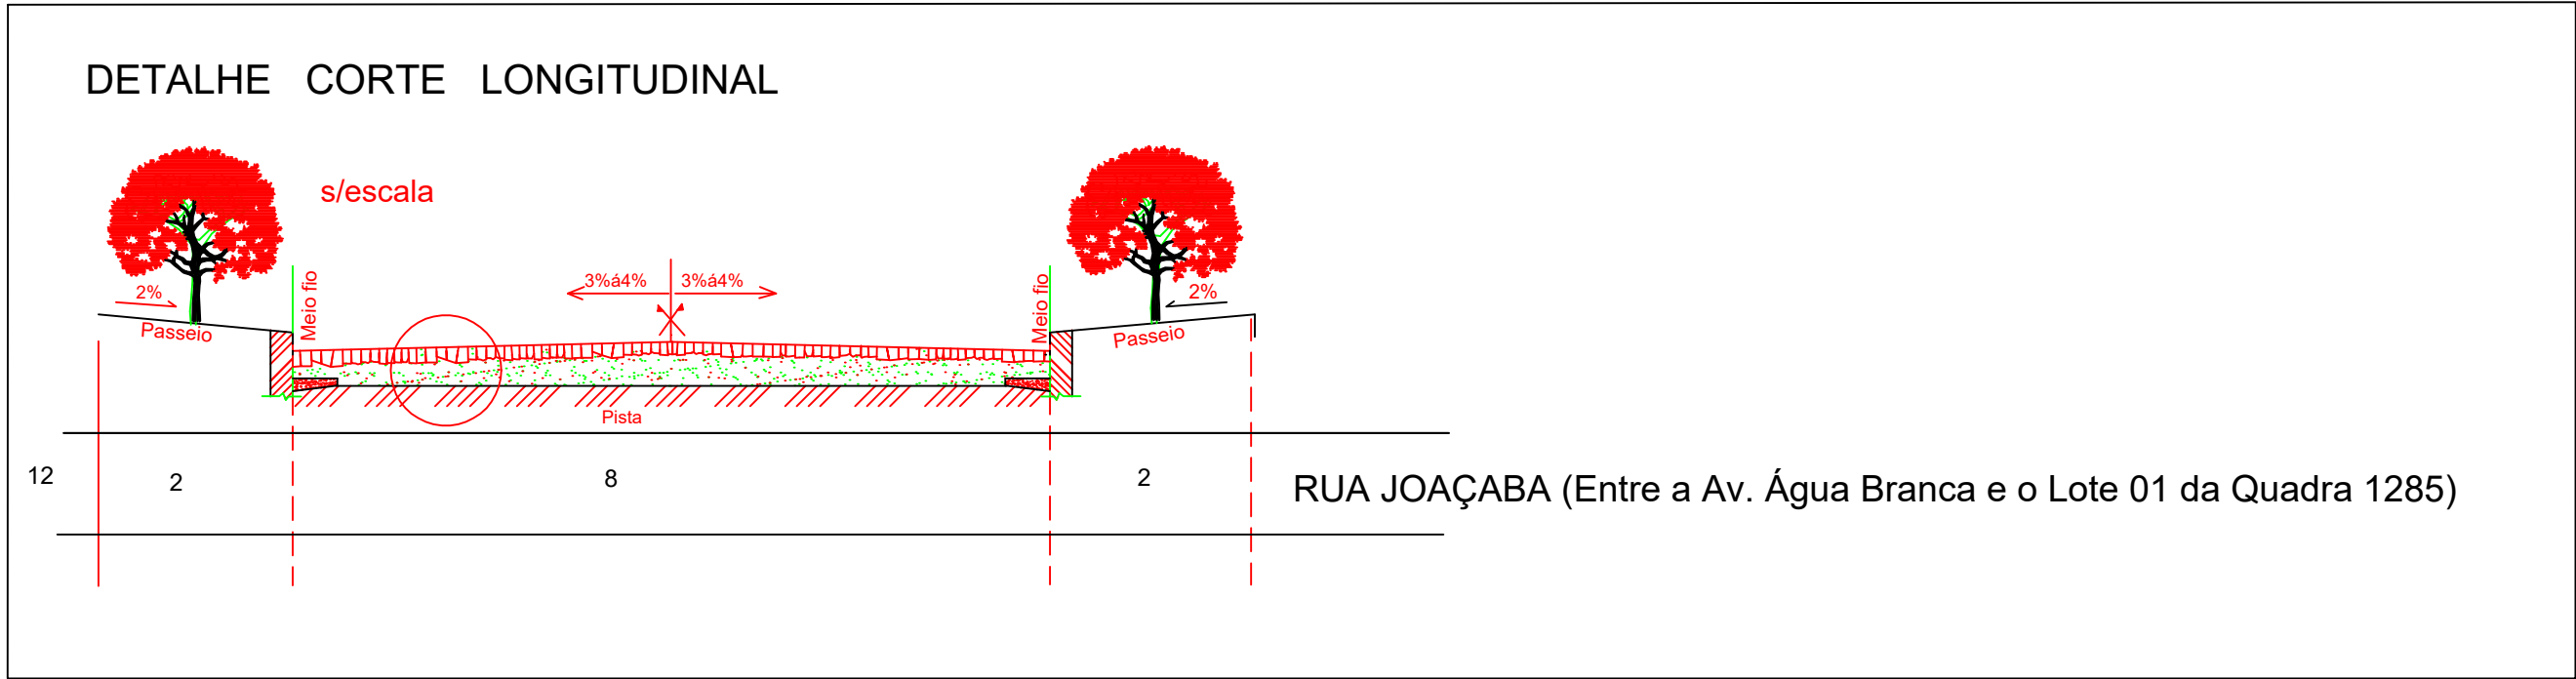 DETALHE CORTE LONGITUDINAL
s/escala
2%
Passeio
Meio fio
3%á4%
3%á4%
Meio fio
2%
Passeio
Pista
12
2
8
2
RUA JOAÇABA (Entre a Av. Água Branca e o Lote 01 da Quadra 1285)